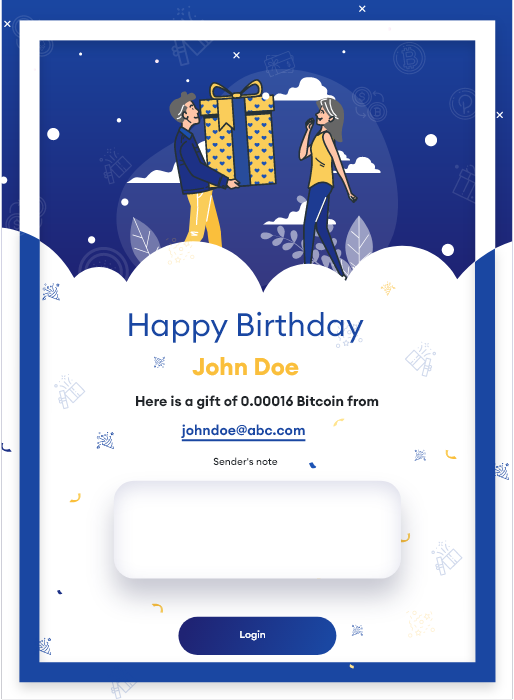 Happy Birthday
John Doe
Here is a gift of 0.00016 Bitcoin from
johndoe@abc.com
Sender's note
Login